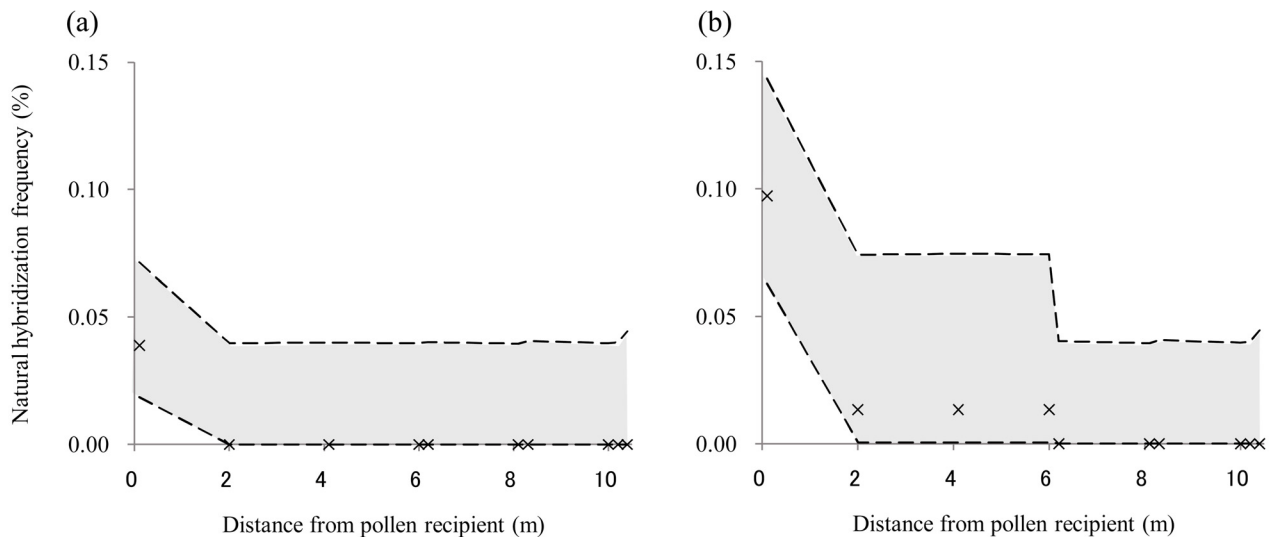 (a)
(b)
Natural hybridization frequency (%)
0.15
0.10
0.05
0.00
0 2 4 6 8 10
Distance from pollen recipient (m)
0.15
0.10
0.05
0.00
0 2 4 6 8 10
Distance from pollen recipient (m)